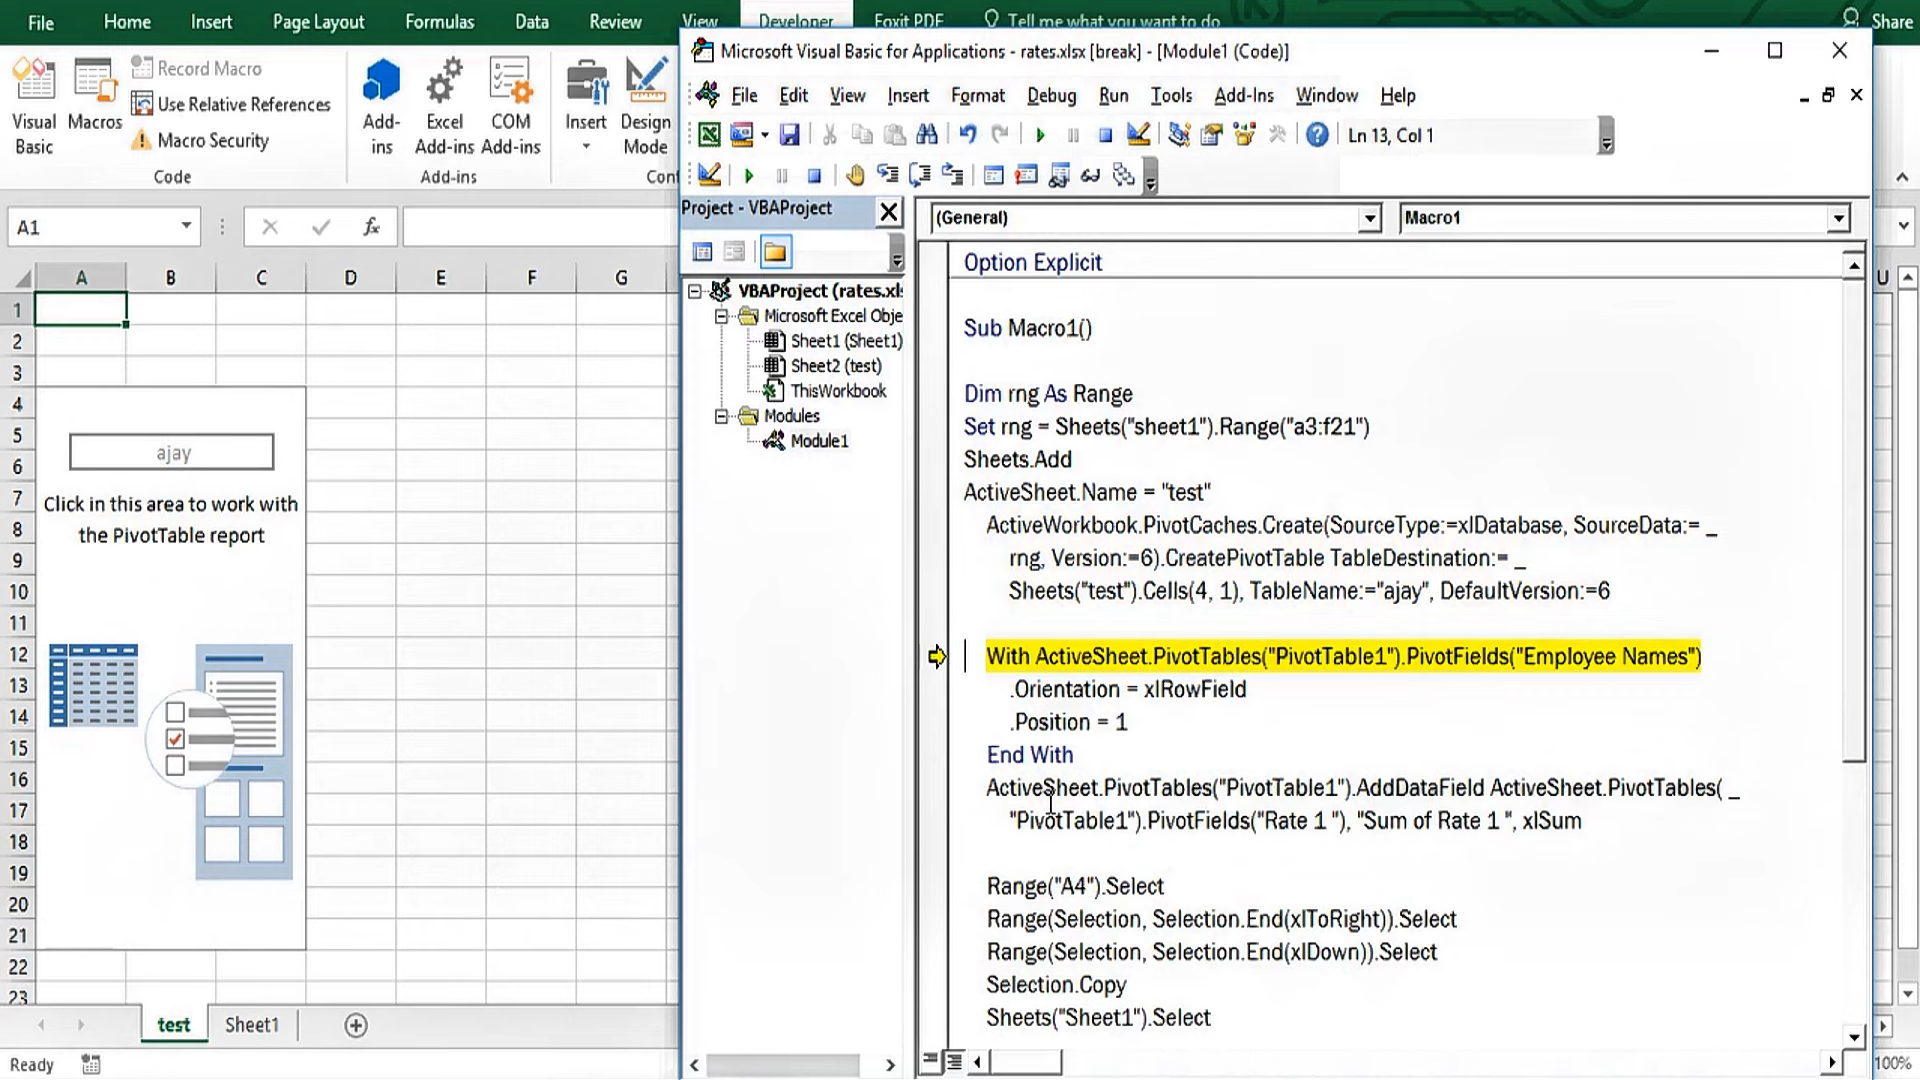 File Home Insert Page Layout Formulas Data Review View Developer Foxit PDF Tell me what you want to do Share
Record Macro
Use Relative References
Macro Security
Visual Basic
Macros
Code
Add-ins
Excel Add-ins
COM Add-ins
Add-ins
Insert
Design Mode
A1
fx
A B C D E F G
1
2
3
4
5
6
7
8
9
10
11
12
13
14
15
16
17
18
19
20
21
22
23
ajay
Click in this area to work with
the PivotTable report
test Sheet1
Ready
Microsoft Visual Basic for Applications - rates.xlsx [break] - [Module1 (Code)]
File Edit View Insert Format Debug Run Tools Add-Ins Window Help
Ln 13, Col 1
Project - VBAProject
VBAProject (rates.xl
Microsoft Excel Obje
Sheet1 (Sheet1)
Sheet2 (test)
ThisWorkbook
Modules
Module1
(General) Macro1
Option Explicit
Sub Macro1()
Dim rng As Range
Set rng = Sheets("sheet1").Range("a3:f21")
Sheets.Add
ActiveSheet.Name = "test"
ActiveWorkbook.PivotCaches.Create(SourceType:=xlDatabase, SourceData:= _
rng, Version:=6).CreatePivotTable TableDestination:= _
Sheets("test").Cells(4, 1), TableName:="ajay", DefaultVersion:=6
With ActiveSheet.PivotTables("PivotTable1").PivotFields("Employee Names")
.Orientation = xlRowField
.Position = 1
End With
ActiveSheet.PivotTables("PivotTable1").AddDataField ActiveSheet.PivotTables( _
"PivotTable1").PivotFields("Rate 1 "), "Sum of Rate 1 ", xlSum
Range("A4").Select
Range(Selection, Selection.End(xlToRight)).Select
Range(Selection, Selection.End(xlDown)).Select
Selection.Copy
Sheets("Sheet1").Select
U
100%